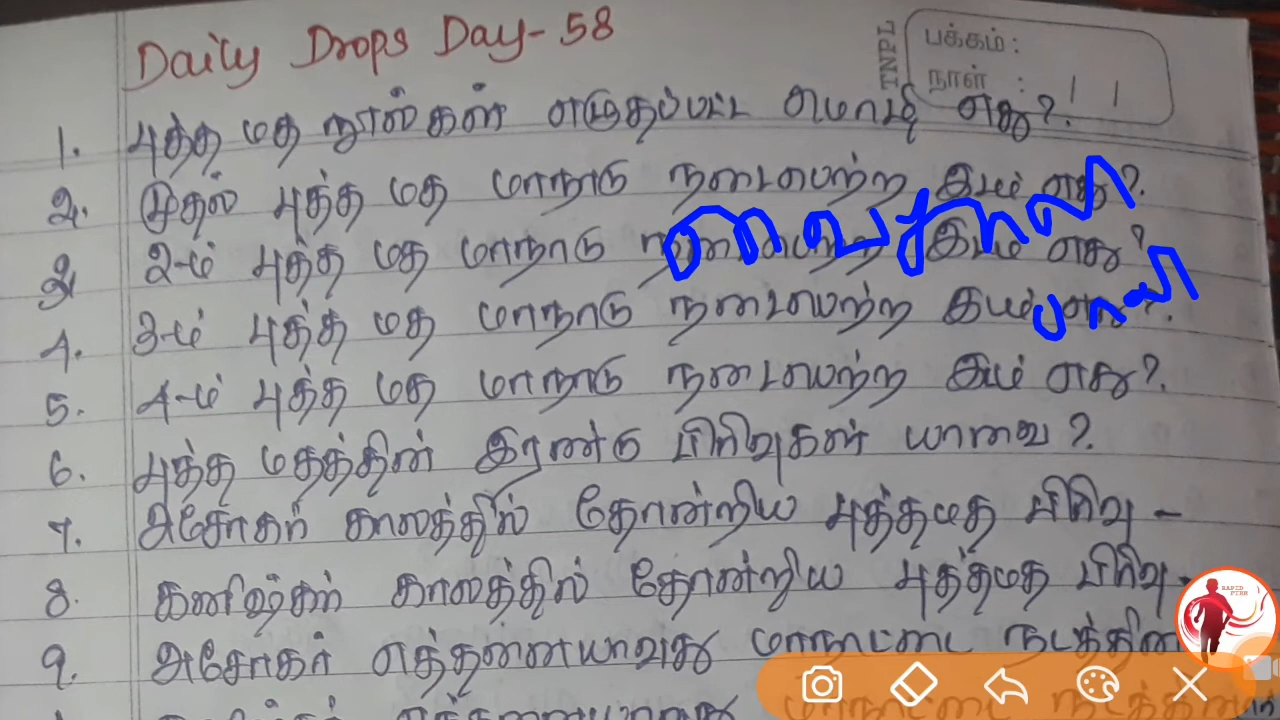 Daily Drops Day-58
TNPL
பக்கம் :
நாள் : / /
1. புத்த மத நூல்கள் எழுதப்பட்ட மொழி எது?.
2. முதல் புத்த மத மாநாடு நடைபெற்ற இடம் எது?.
3. 2-ம் புத்த மத மாநாடு நடைபெற்ற இடம் எது?
வைசாலி
4. 3-ம் புத்த மத மாநாடு நடைபெற்ற இடம் எது?.
5. 4-ம் புத்த மத மாநாடு நடைபெற்ற இடம் எது?.
6. புத்த மதத்தின் இரண்டு பிரிவுகள் யாவை?.
7. அசோகர் காலத்தில் தோன்றிய புத்தமத பிரிவு -
8. கனிஷ்கர் காலத்தில் தோன்றிய புத்தமத பிரிவு -
9. அசோகர் எத்தனையாவது மாநாட்டை நடத்தின
RAPID